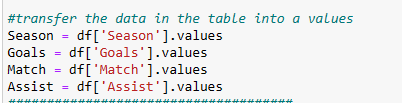 #transfer the data in the table into a values
Season = df['Season'].values
Goals = df['Goals'].values
Match = df['Match'].values
Assist = df['Assist'].values
#####################################